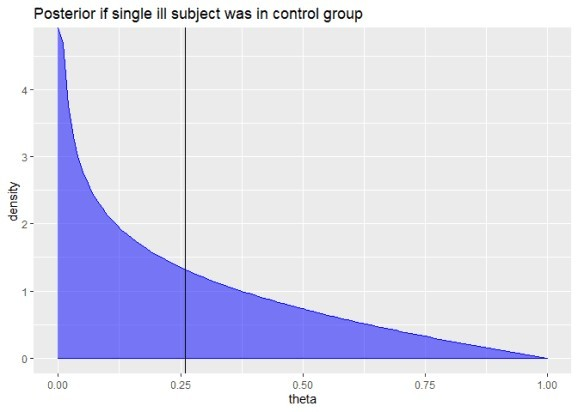 Posterior if single ill subject was in control group
density
4
3
2
1
0
0.00 0.25 0.50 0.75 1.00
theta